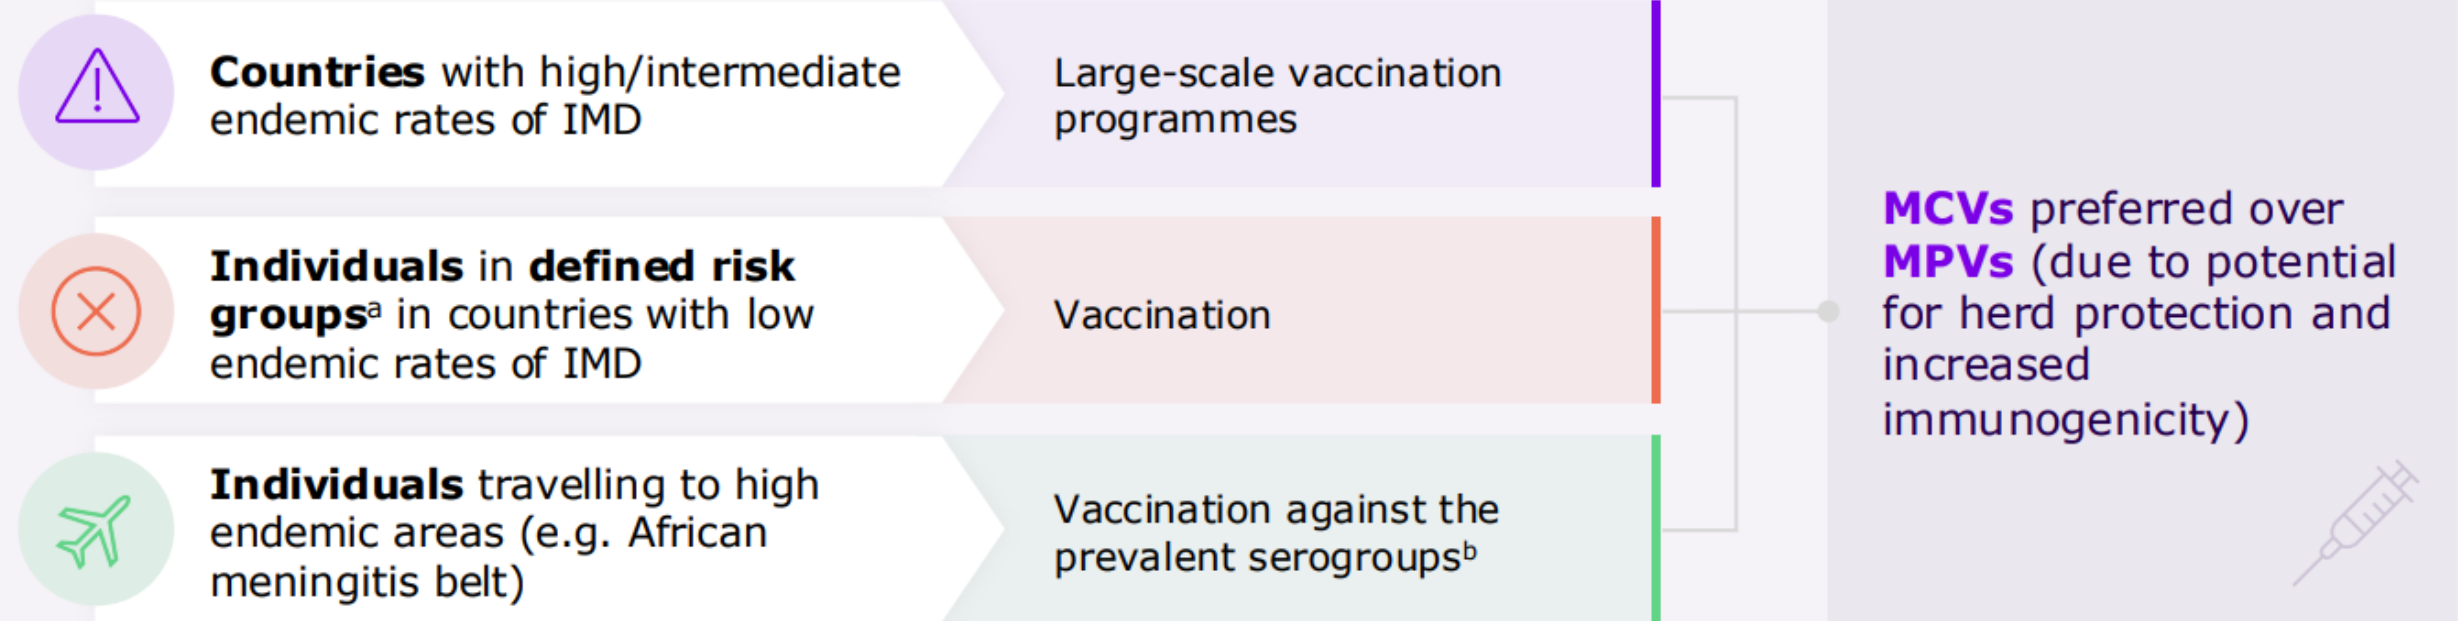 Countries with high/intermediate
endemic rates of IMD
Large-scale vaccination
programmes
Individuals in defined risk
groupsᵃ in countries with low
endemic rates of IMD
Vaccination
Individuals travelling to high
endemic areas (e.g. African
meningitis belt)
Vaccination against the
prevalent serogroupsᵇ
MCVs preferred over
MPVs (due to potential
for herd protection and
increased
immunogenicity)